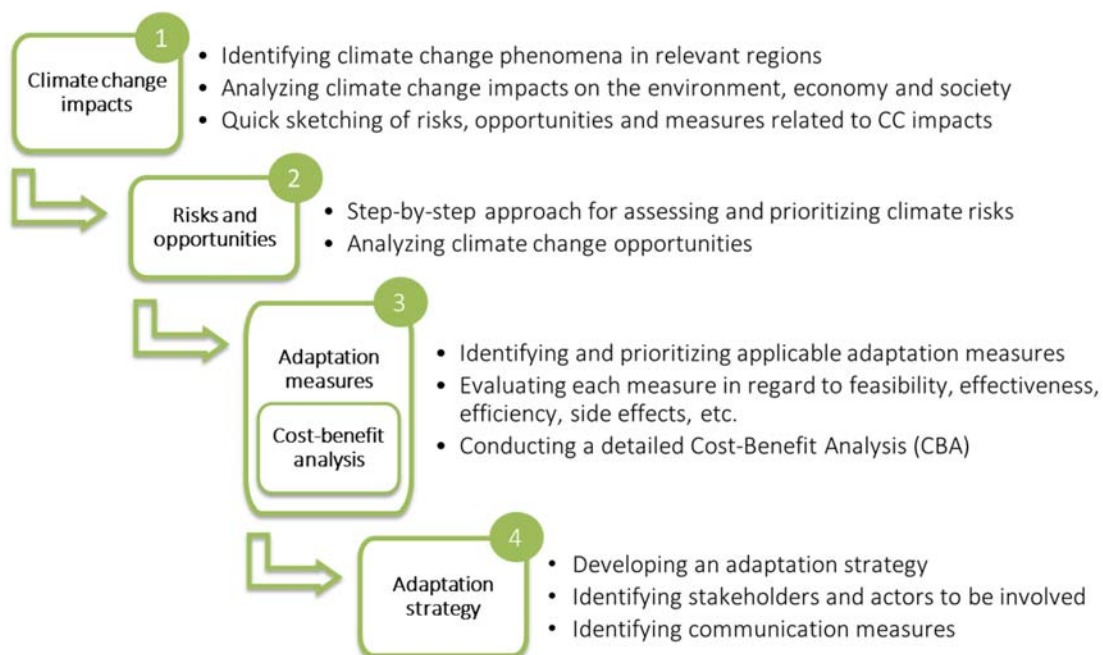 1
Climate change
impacts
• Identifying climate change phenomena in relevant regions
• Analyzing climate change impacts on the environment, economy and society
• Quick sketching of risks, opportunities and measures related to CC impacts
2
Risks and
opportunities
• Step-by-step approach for assessing and prioritizing climate risks
• Analyzing climate change opportunities
3
Adaptation
measures
Cost-benefit
analysis
• Identifying and prioritizing applicable adaptation measures
• Evaluating each measure in regard to feasibility, effectiveness,
efficiency, side effects, etc.
• Conducting a detailed Cost-Benefit Analysis (CBA)
4
Adaptation
strategy
• Developing an adaptation strategy
• Identifying stakeholders and actors to be involved
• Identifying communication measures